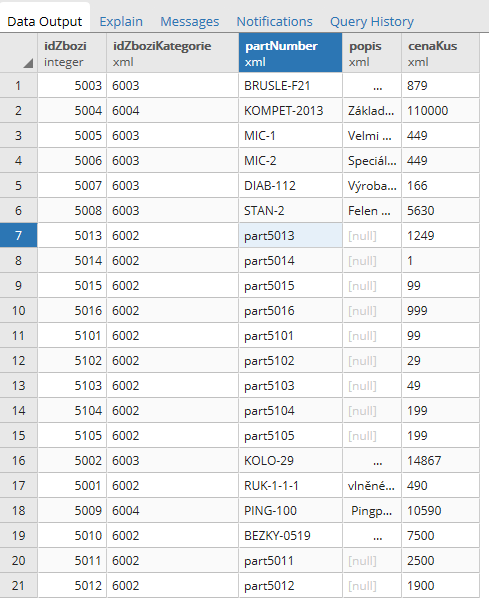 Data Output Explain Messages Notifications Query History
idZbozi idZboziKategorie partNumber popis cenaKus
integer xml xml xml xml
1 5003 6003 BRUSLE-F21 ... 879
2 5004 6004 KOMPET-2013 Základ... 110000
3 5005 6003 MIC-1 Velmi ... 449
4 5006 6003 MIC-2 Speciál... 449
5 5007 6003 DIAB-112 Výroba... 166
6 5008 6003 STAN-2 Felen ... 5630
7 5013 6002 part5013 [null] 1249
8 5014 6002 part5014 [null] 1
9 5015 6002 part5015 [null] 99
10 5016 6002 part5016 [null] 999
11 5101 6002 part5101 [null] 99
12 5102 6002 part5102 [null] 29
13 5103 6002 part5103 [null] 49
14 5104 6002 part5104 [null] 199
15 5105 6002 part5105 [null] 199
16 5002 6003 KOLO-29 ... 14867
17 5001 6002 RUK-1-1-1 vlněné... 490
18 5009 6004 PING-100 Pingp... 10590
19 5010 6002 BEZKY-0519 ... 7500
20 5011 6002 part5011 [null] 2500
21 5012 6002 part5012 [null] 1900